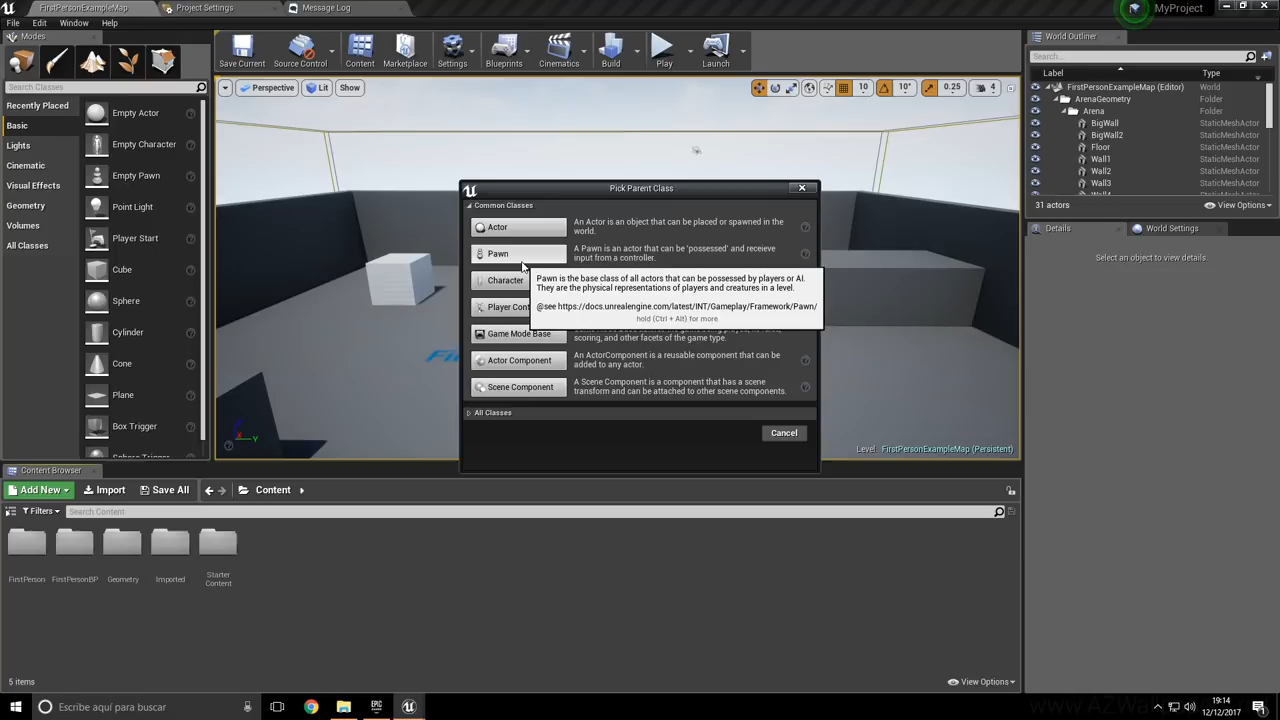 FirstPersonExampleMap
Project Settings
Message Log
MyProject
File Edit Window Help
Modes
Search Classes
Recently Placed
Basic
Lights
Cinematic
Visual Effects
Geometry
Volumes
All Classes
Empty Actor
Empty Character
Empty Pawn
Point Light
Player Start
Cube
Sphere
Cylinder
Cone
Plane
Box Trigger
Sphere Trigger
Save Current
Source Control
Content
Marketplace
Settings
Blueprints
Cinematics
Build
Play
Launch
Perspective
Lit
Show
10
10°
0.25
4
Pick Parent Class
Common Classes
Actor
An Actor is an object that can be placed or spawned in the
world.
Pawn
A Pawn is an actor that can be 'possessed' and receieve
input from a controller.
Character
Pawn is the base class of all actors that can be possessed by players or AI.
They are the physical representations of players and creatures in a level.
@see https://docs.unrealengine.com/latest/INT/Gameplay/Framework/Pawn/
hold (Ctrl + Alt) for more
Player Cont
Game Mode Base
scoring, and other facets of the game type.
Actor Component
An ActorComponent is a reusable component that can be
added to any actor.
Scene Component
A Scene Component is a component that has a scene
transform and can be attached to other scene components.
All Classes
Cancel
Y
Level: FirstPersonExampleMap (Persistent)
World Outliner
Search...
Label Type
FirstPersonExampleMap (Editor) World
ArenaGeometry Folder
Arena Folder
BigWall StaticMeshActor
BigWall2 StaticMeshActor
Floor StaticMeshActor
Wall1 StaticMeshActor
Wall2 StaticMeshActor
Wall3 StaticMeshActor
Wall4 StaticMeshActor
31 actors
View Options
Details
World Settings
Select an object to view details.
Content Browser
Add New
Import
Save All
Content
Filters
Search Content
FirstPerson
FirstPersonBP
Geometry
Imported
Starter
Content
5 items
View Options
Escribe aquí para buscar
EPIC
19:14
12/12/2017